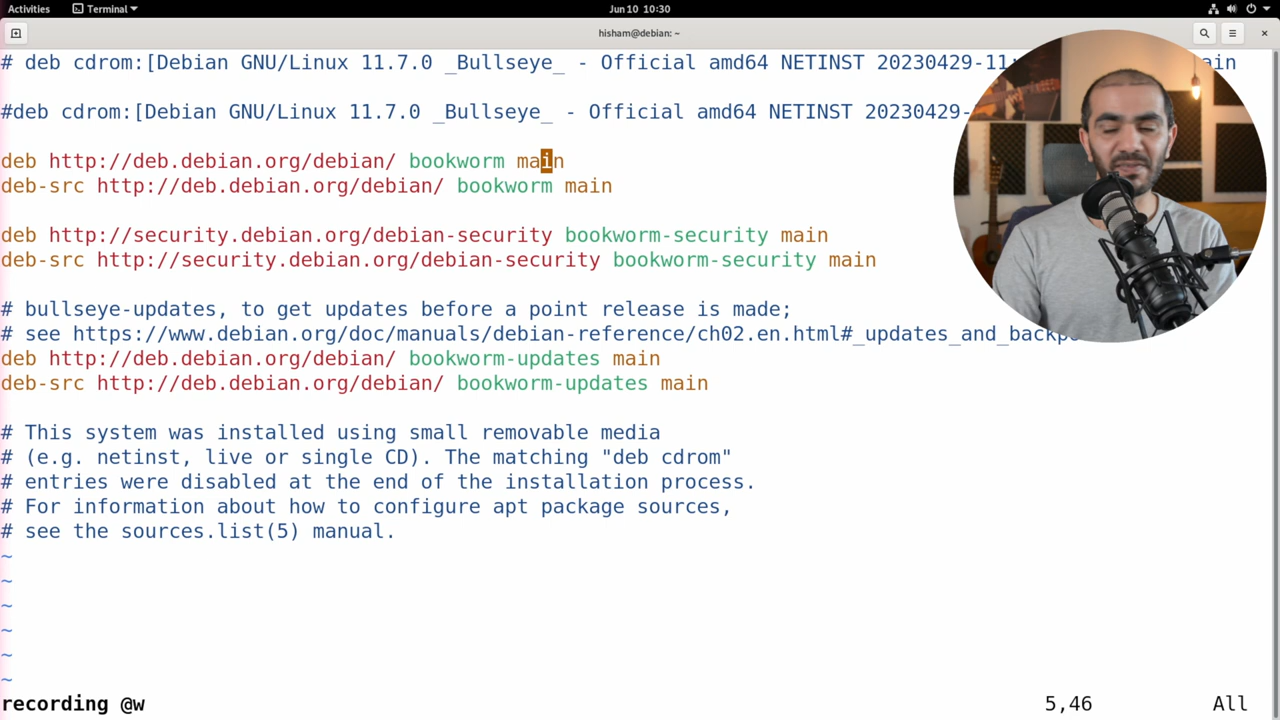 Activities Terminal Jun 10 10:30
hisham@debian: ~
# deb cdrom:[Debian GNU/Linux 11.7.0 _Bullseye_ - Official amd64 NETINST 20230429-11:
#deb cdrom:[Debian GNU/Linux 11.7.0 _Bullseye_ - Official amd64 NETINST 20230429-
deb http://deb.debian.org/debian/ bookworm main
deb-src http://deb.debian.org/debian/ bookworm main
deb http://security.debian.org/debian-security bookworm-security main
deb-src http://security.debian.org/debian-security bookworm-security main
# bullseye-updates, to get updates before a point release is made;
# see https://www.debian.org/doc/manuals/debian-reference/ch02.en.html#_updates_and_backpo
deb http://deb.debian.org/debian/ bookworm-updates main
deb-src http://deb.debian.org/debian/ bookworm-updates main
# This system was installed using small removable media
# (e.g. netinst, live or single CD). The matching "deb cdrom"
# entries were disabled at the end of the installation process.
# For information about how to configure apt package sources,
# see the sources.list(5) manual.
~
~
~
~
~
~
recording @w 5,46 All